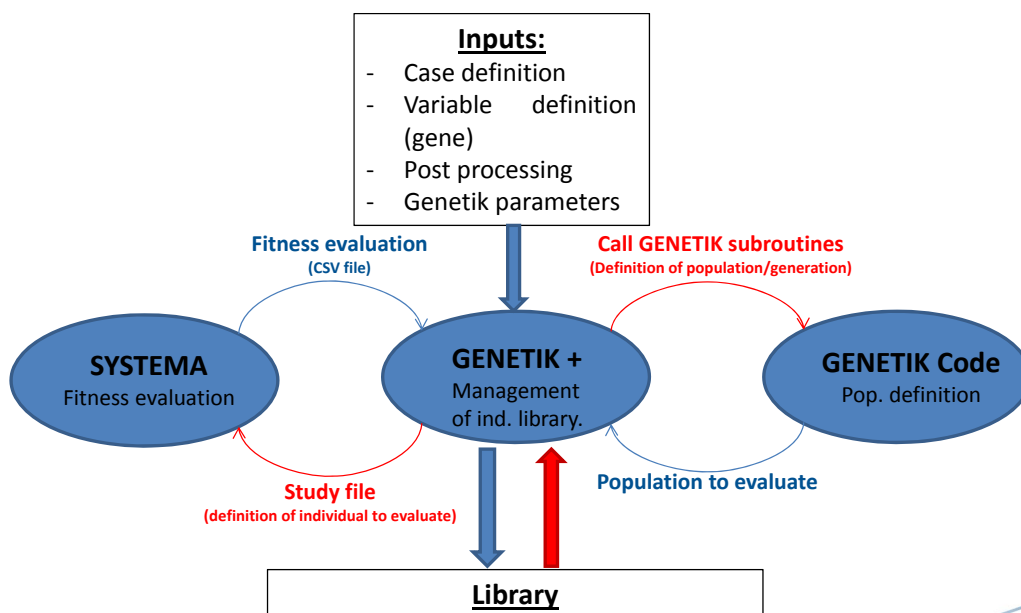 Inputs:
- Case definition
- Variable definition
(gene)
- Post processing
- Genetik parameters
Fitness evaluation
(CSV file)
Call GENETIK subroutines
(Definition of population/generation)
SYSTEMA
Fitness evaluation
GENETIK +
Management
of ind. library.
GENETIK Code
Pop. definition
Study file
(definition of individual to evaluate)
Population to evaluate
Library